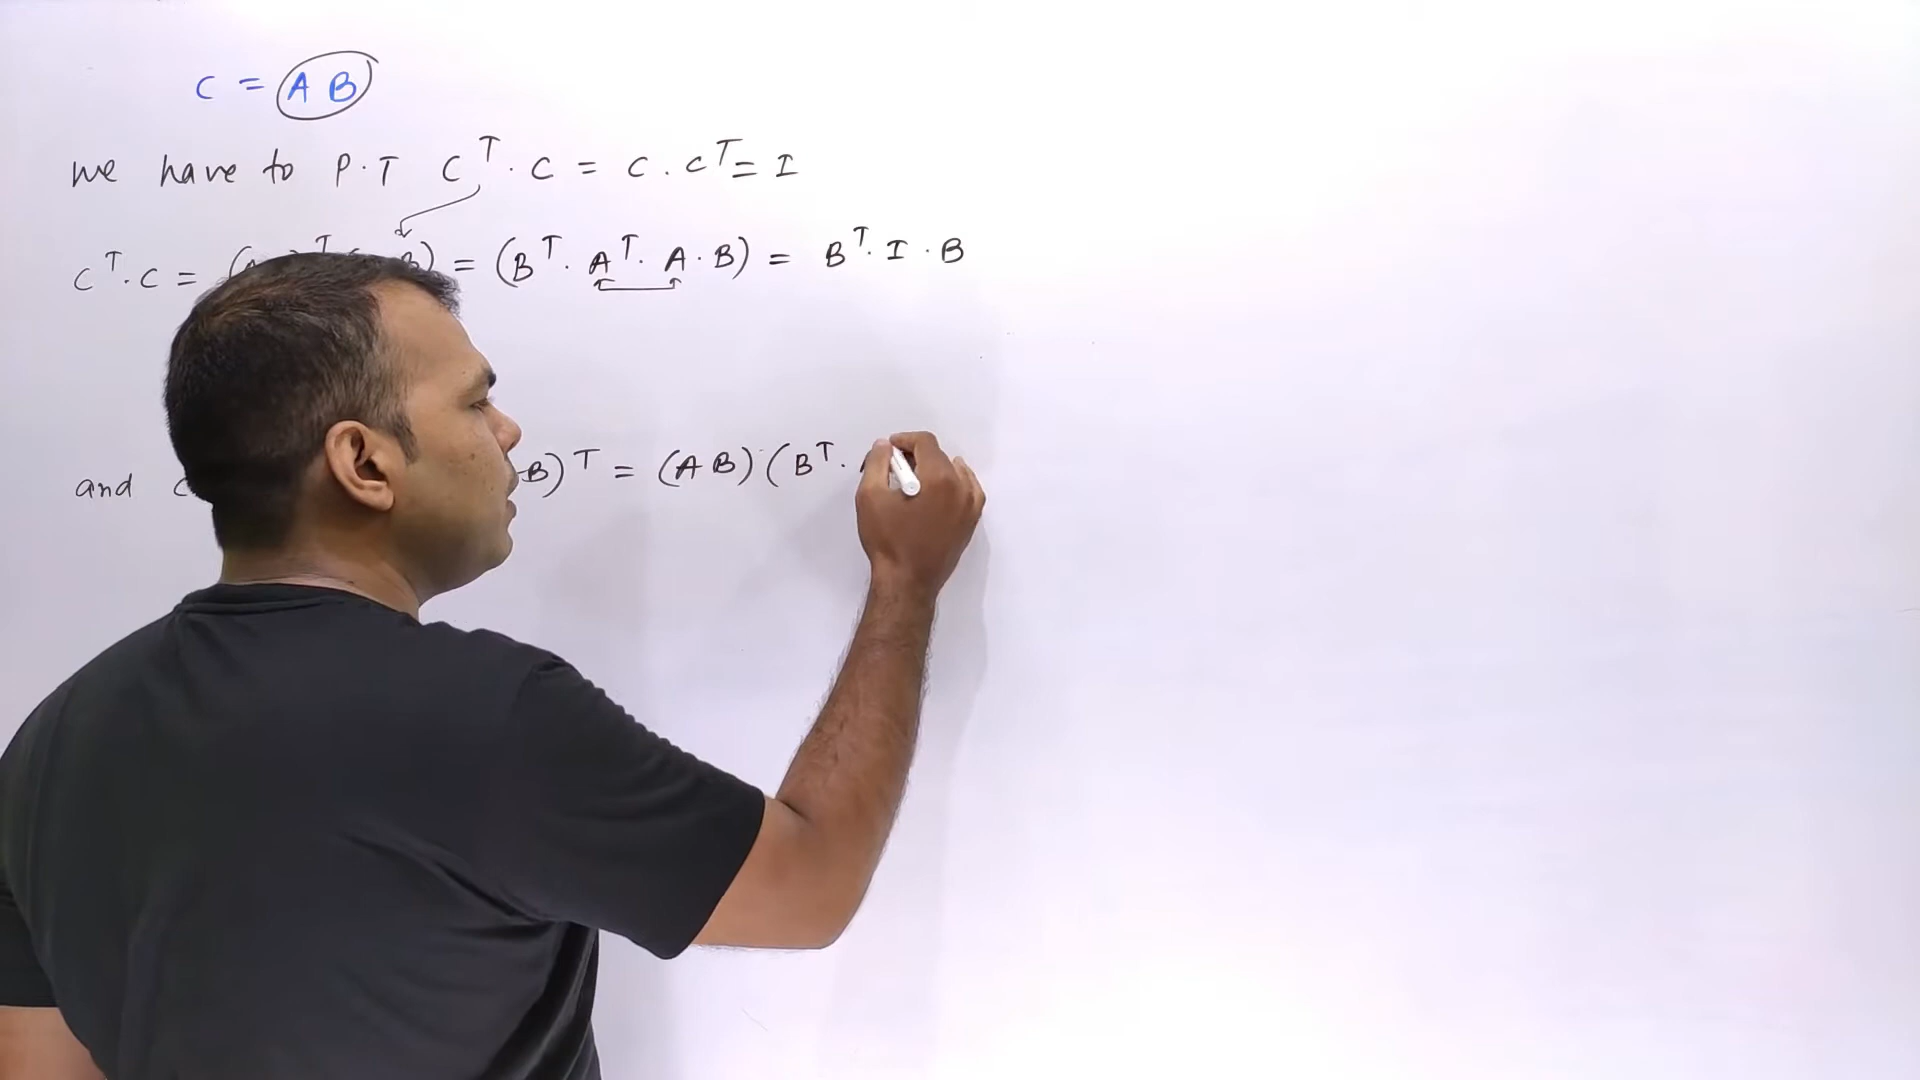 C = A B
we have to P.T C^T . C = C . C^T = I
C^T . C = B) = (B^T . A^T . A . B) = B^T . I . B
and B)^T = (A B) (B^T .